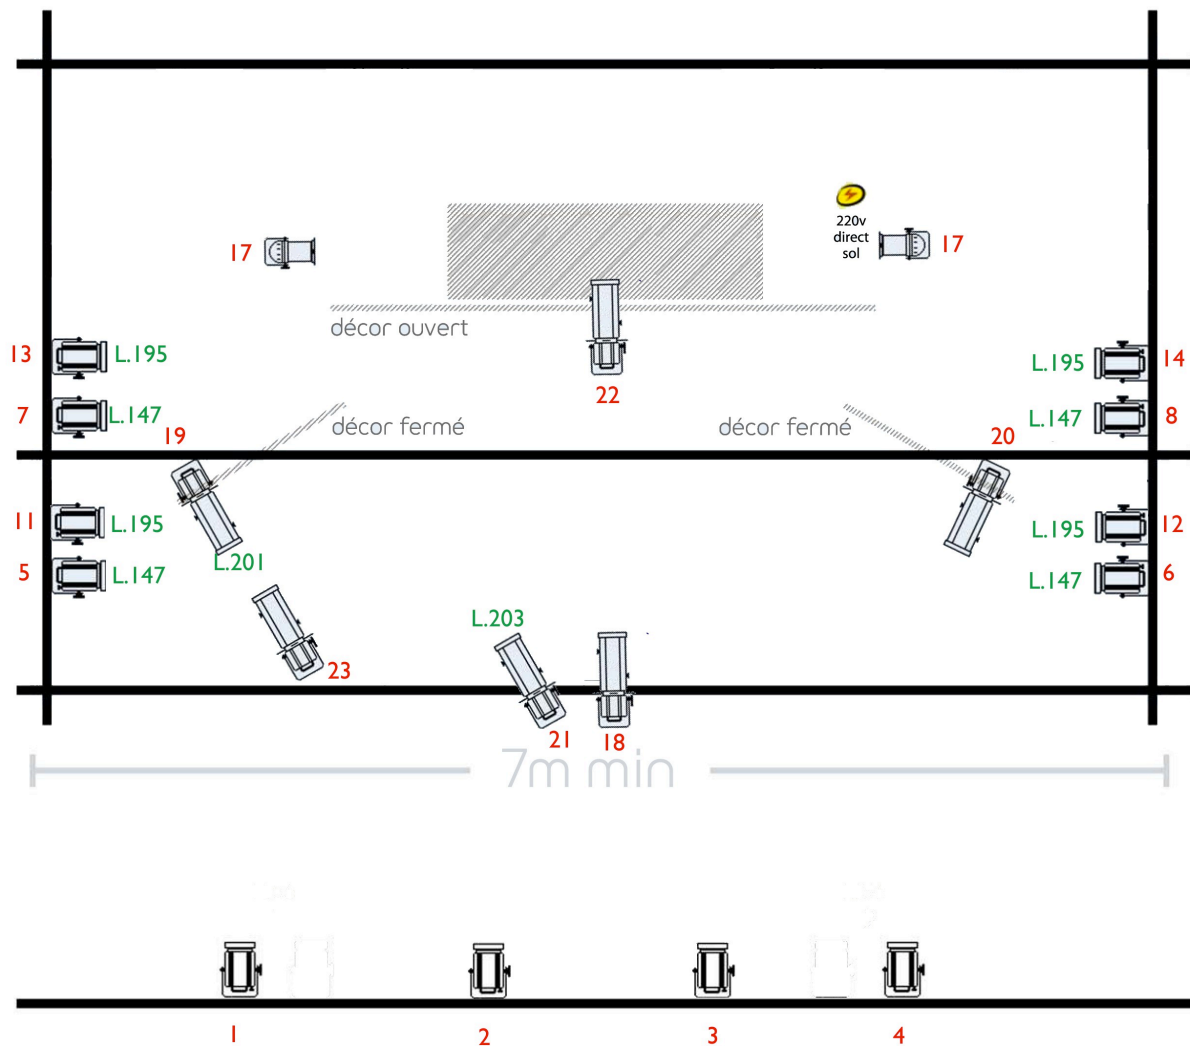 220v
direct
sol
17
17
décor ouvert
13
L.195
L.195
14
22
7
L.147
décor fermé
décor fermé
L.147
8
19
20
11
L.195
L.195
12
L.201
5
L.147
L.147
6
L.203
23
21
18
7m min
1
2
3
4